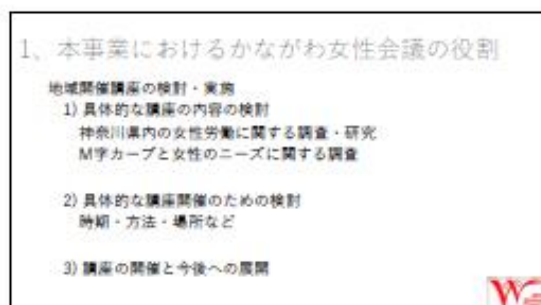 1、本事業におけるかながわ女性会議の役割
地域開催講座の検討・実施
1) 具体的な講座の内容の検討
神奈川県内の女性労働に関する調査・研究
M字カーブと女性のニーズに関する調査
2) 具体的な講座開催のための検討
時期・方法・場所など
3) 講座の開催と今後への展開